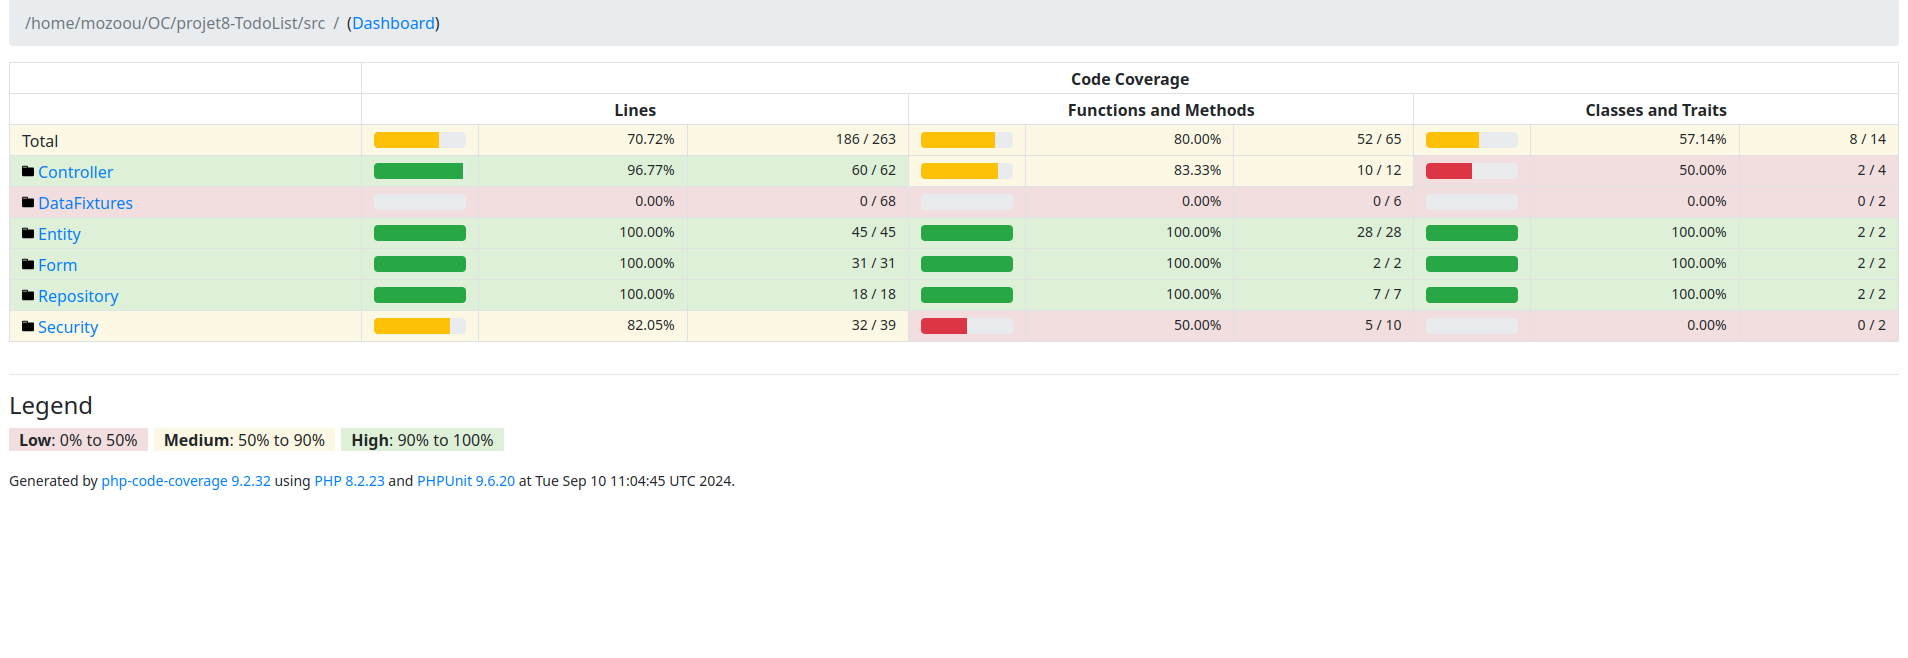 /home/mozoou/OC/projet8-TodoList/src / (Dashboard)
Code Coverage
Lines Functions and Methods Classes and Traits
Total 70.72% 186 / 263 80.00% 52 / 65 57.14% 8 / 14
Controller 96.77% 60 / 62 83.33% 10 / 12 50.00% 2 / 4
DataFixtures 0.00% 0 / 68 0.00% 0 / 6 0.00% 0 / 2
Entity 100.00% 45 / 45 100.00% 28 / 28 100.00% 2 / 2
Form 100.00% 31 / 31 100.00% 2 / 2 100.00% 2 / 2
Repository 100.00% 18 / 18 100.00% 7 / 7 100.00% 2 / 2
Security 82.05% 32 / 39 50.00% 5 / 10 0.00% 0 / 2
Legend
Low: 0% to 50% Medium: 50% to 90% High: 90% to 100%
Generated by php-code-coverage 9.2.32 using PHP 8.2.23 and PHPUnit 9.6.20 at Tue Sep 10 11:04:45 UTC 2024.